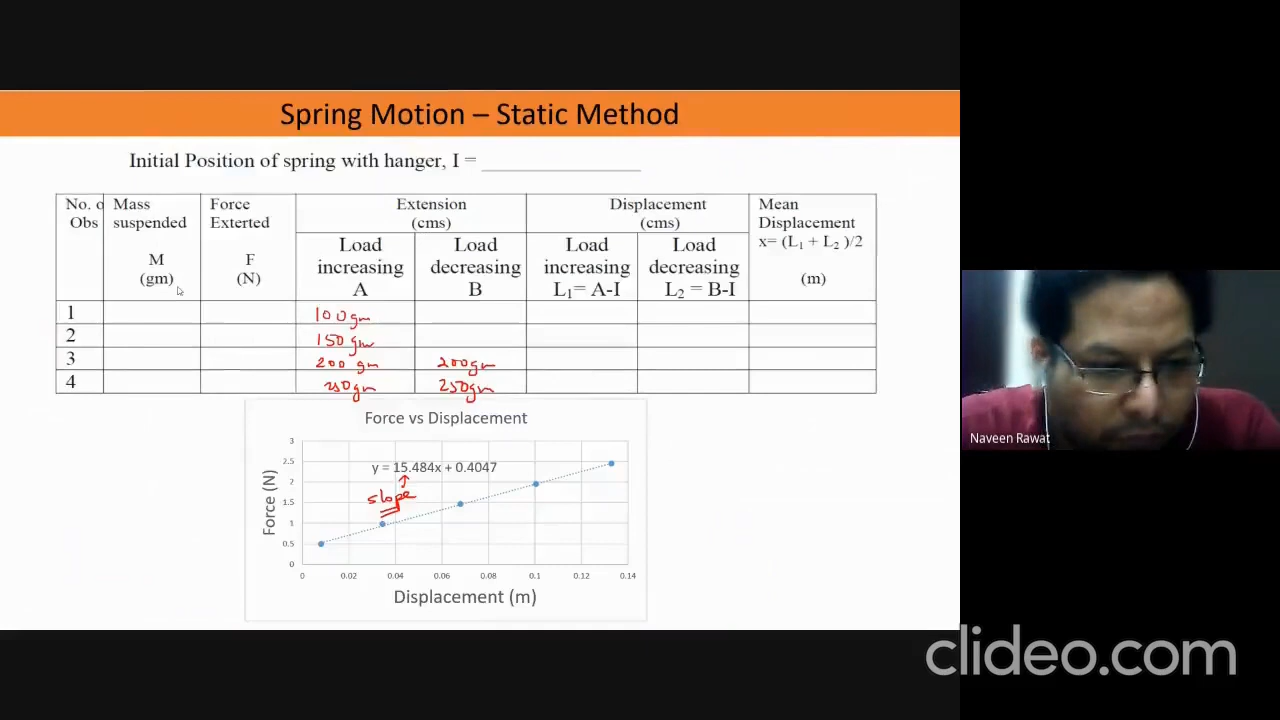 Spring Motion – Static Method
Initial Position of spring with hanger, I = ____________________
No. o Obs
Mass suspended M (gm)
Force Exterted F (N)
Extension (cms)
Displacement (cms)
Mean Displacement x= (L₁ + L₂ )/2 (m)
Load increasing A
Load decreasing B
Load increasing L₁= A-I
Load decreasing L₂ = B-I
1 100gm
2 150gm
3 200 gm 200gm
4 250gm 250gm
Force vs Displacement
y = 15.484x + 0.4047
slope
Force (N)
3
2.5
2
1.5
1
0.5
0
0 0.02 0.04 0.06 0.08 0.1 0.12 0.14
Displacement (m)
Naveen Rawat
clideo.com